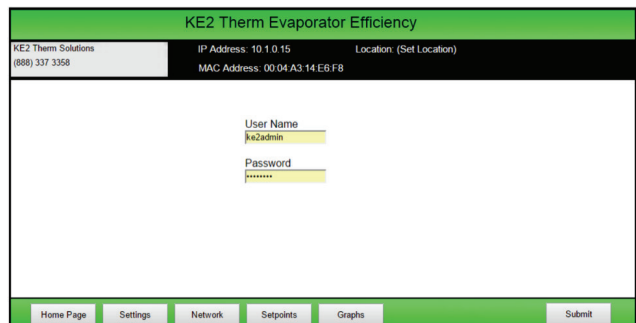 KE2 Therm Evaporator Efficiency
KE2 Therm Solutions
(888) 337 3358
IP Address: 10.1.0.15 Location: (Set Location)
MAC Address: 00:04:A3:14:E6:F8
User Name
ke2admin
Password
••••••••
Home Page Settings Network Setpoints Graphs Submit